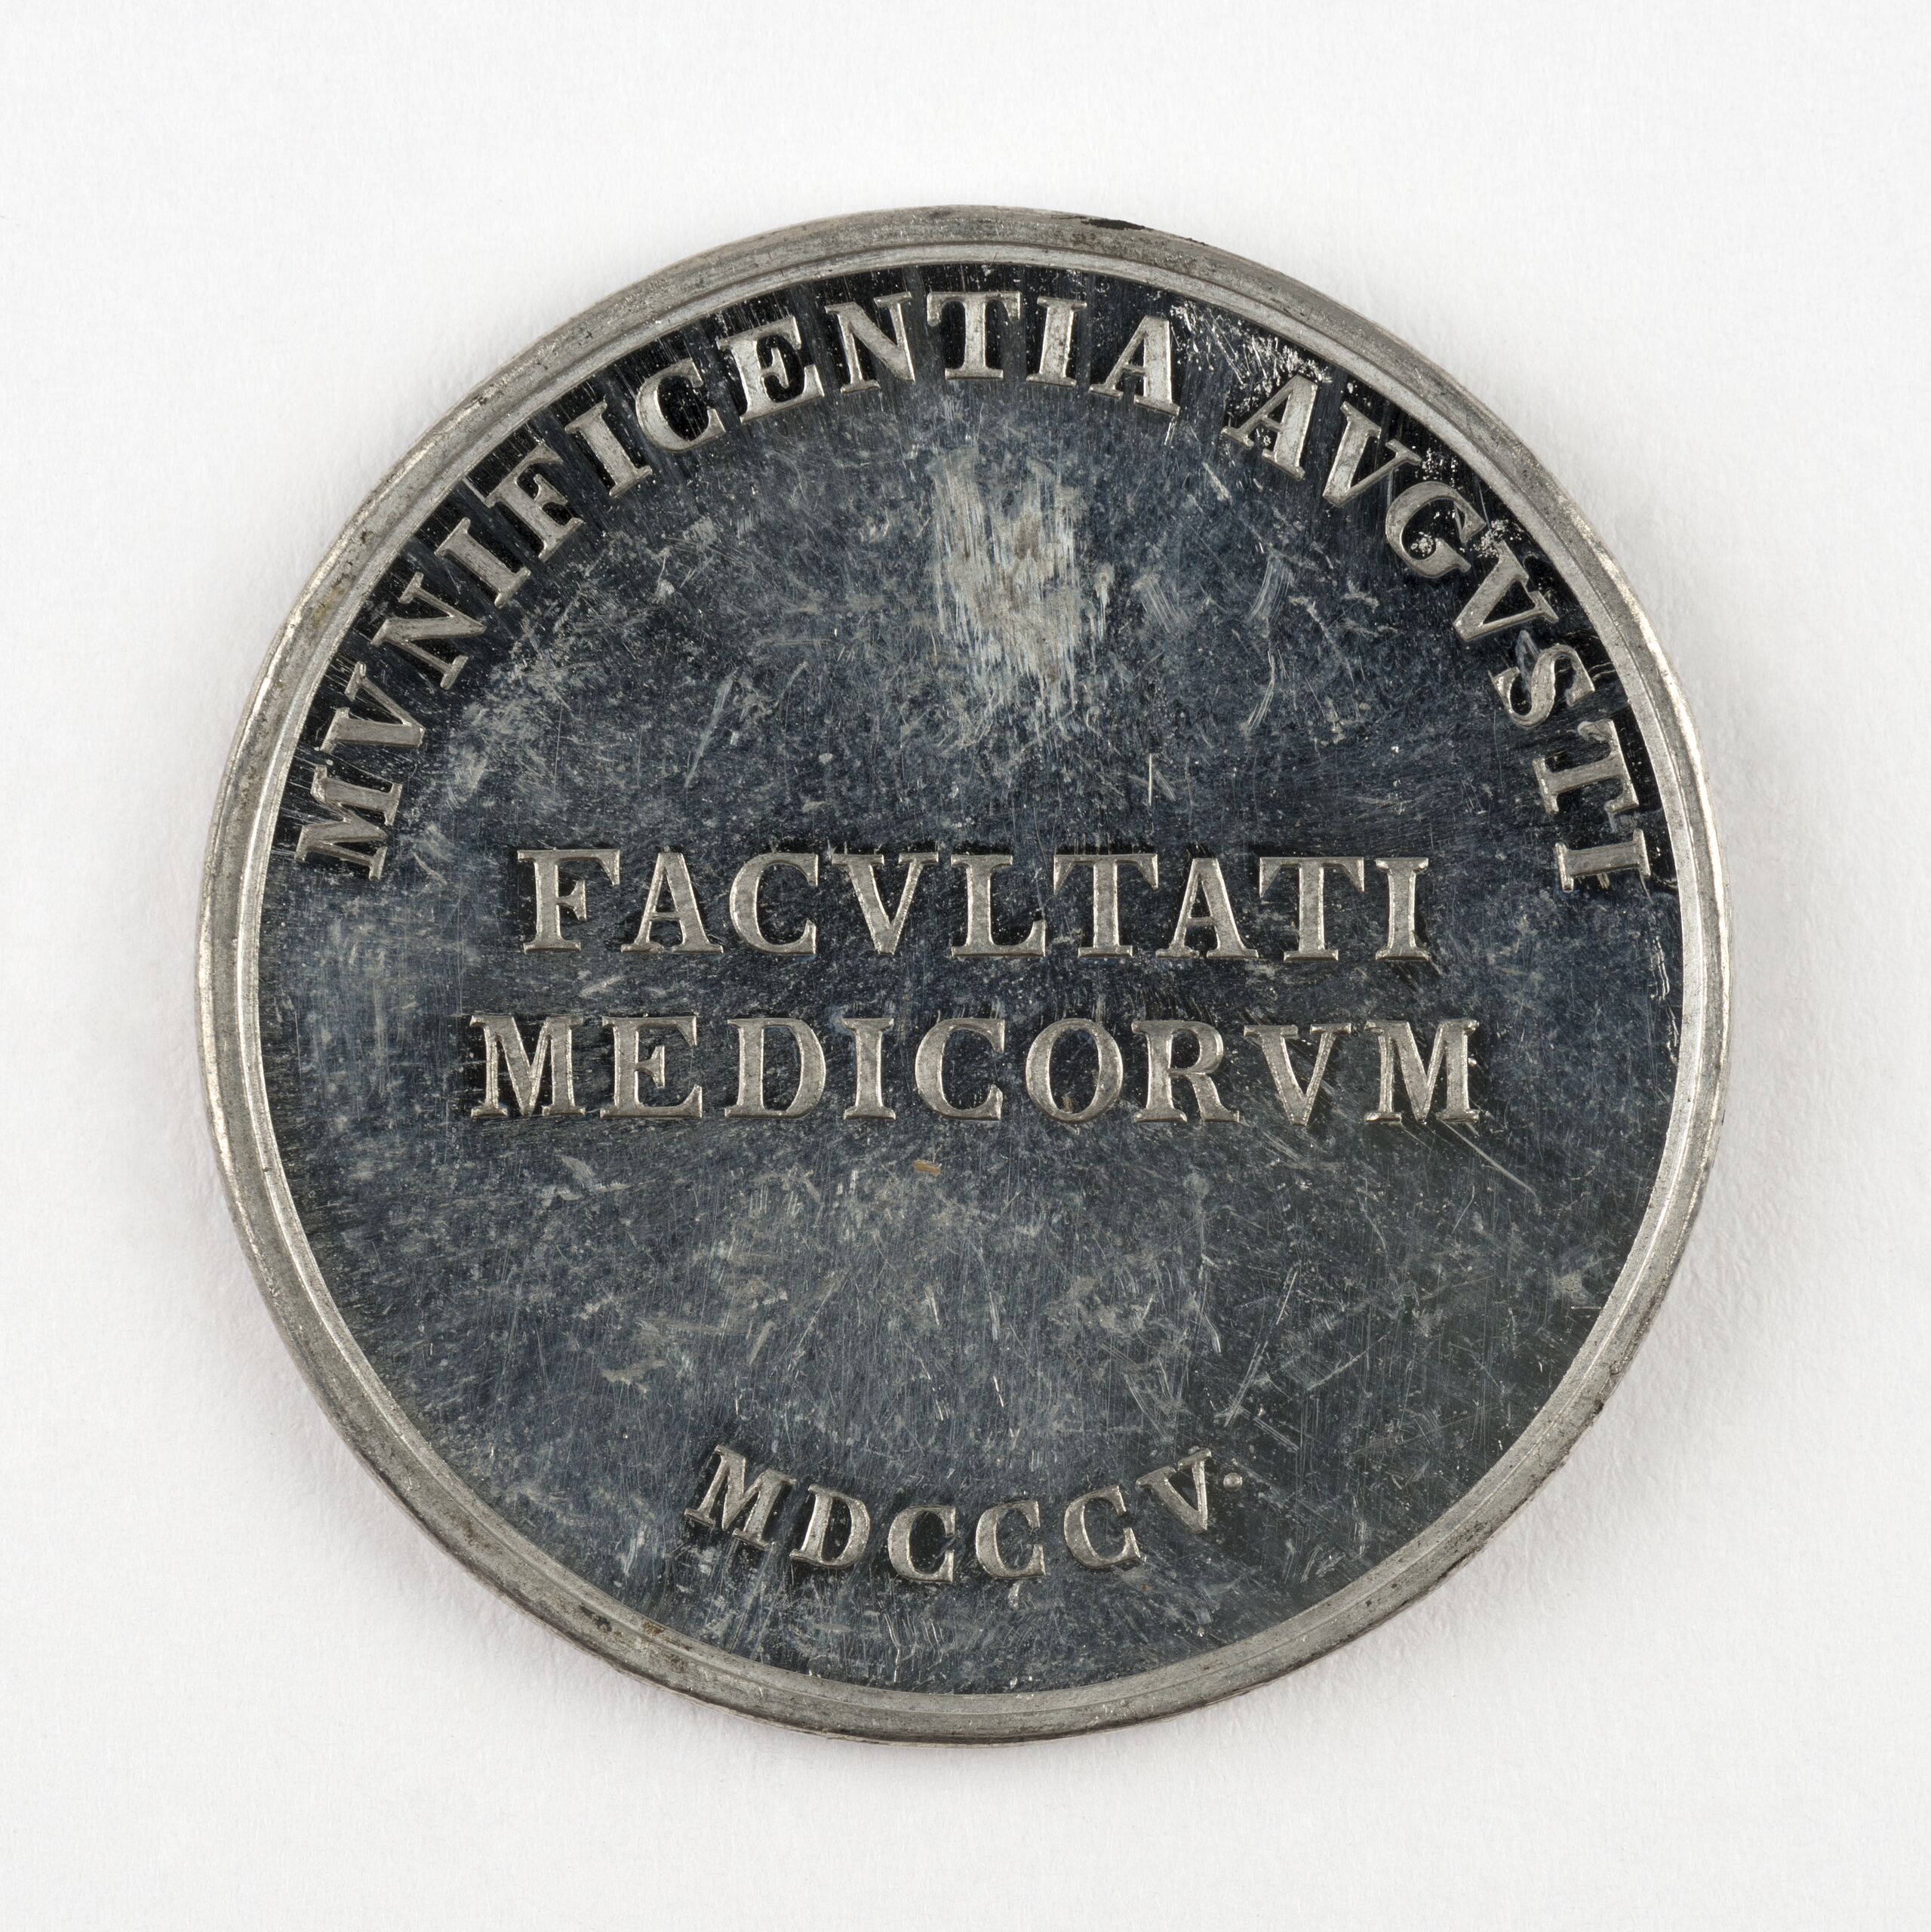 MVNIFICENTIA AVGVSTI
FACVLTATI
MEDICORVM
MDCCCV.